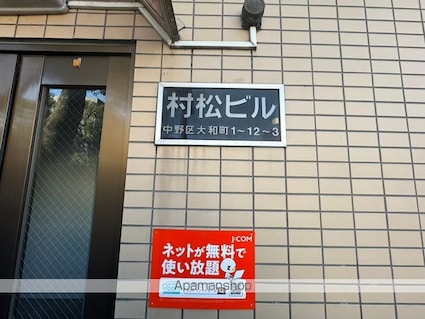 村松ビル
中野区大和町1〜12〜3
J:COM
ネットが無料で
使い放題
Apamanshop